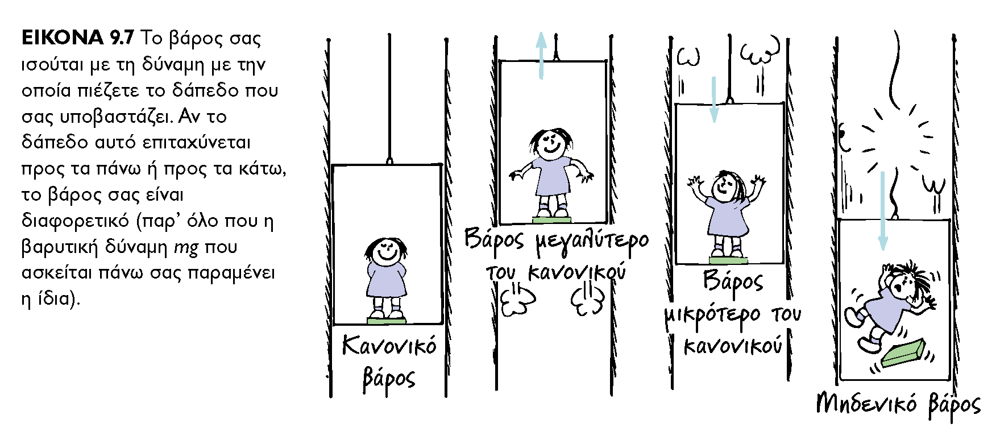 ΕΙΚΟΝΑ 9.7 Το βάρος σας
ισούται με τη δύναμη με την
οποία πιέζετε το δάπεδο που
σας υποβαστάζει. Αν το
δάπεδο αυτό επιταχύνεται
προς τα πάνω ή προς τα κάτω,
το βάρος σας είναι
διαφορετικό (παρ’ όλο που η
βαρυτική δύναμη mg που
ασκείται πάνω σας παραμένει
η ίδια).
Κανονικό
βάρος
Βάρος μεγαλύτερο
του κανονικού
Βάρος
μικρότερο του
κανονικού
Μηδενικό βάρος